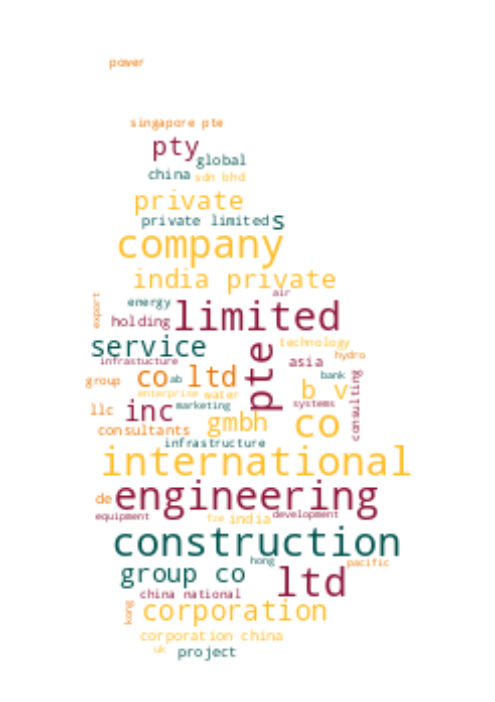 power
singapore pte
pty
global
china
sdn bhd
private
private limited
s
company
india private
air
export
energy
limited
holding
service
pte
technology
infrastucture
asia
hydro
group
co
ab
ltd
bank
enterprise
water
b v
consulting
llc
inc
marketing
systems
gmbh
co
consultants
infrastructure
international
de
engineering
equipment
fze
india
development
construction
hong
pacific
group co
ltd
china national
kong
corporation
corporation china
uk
project